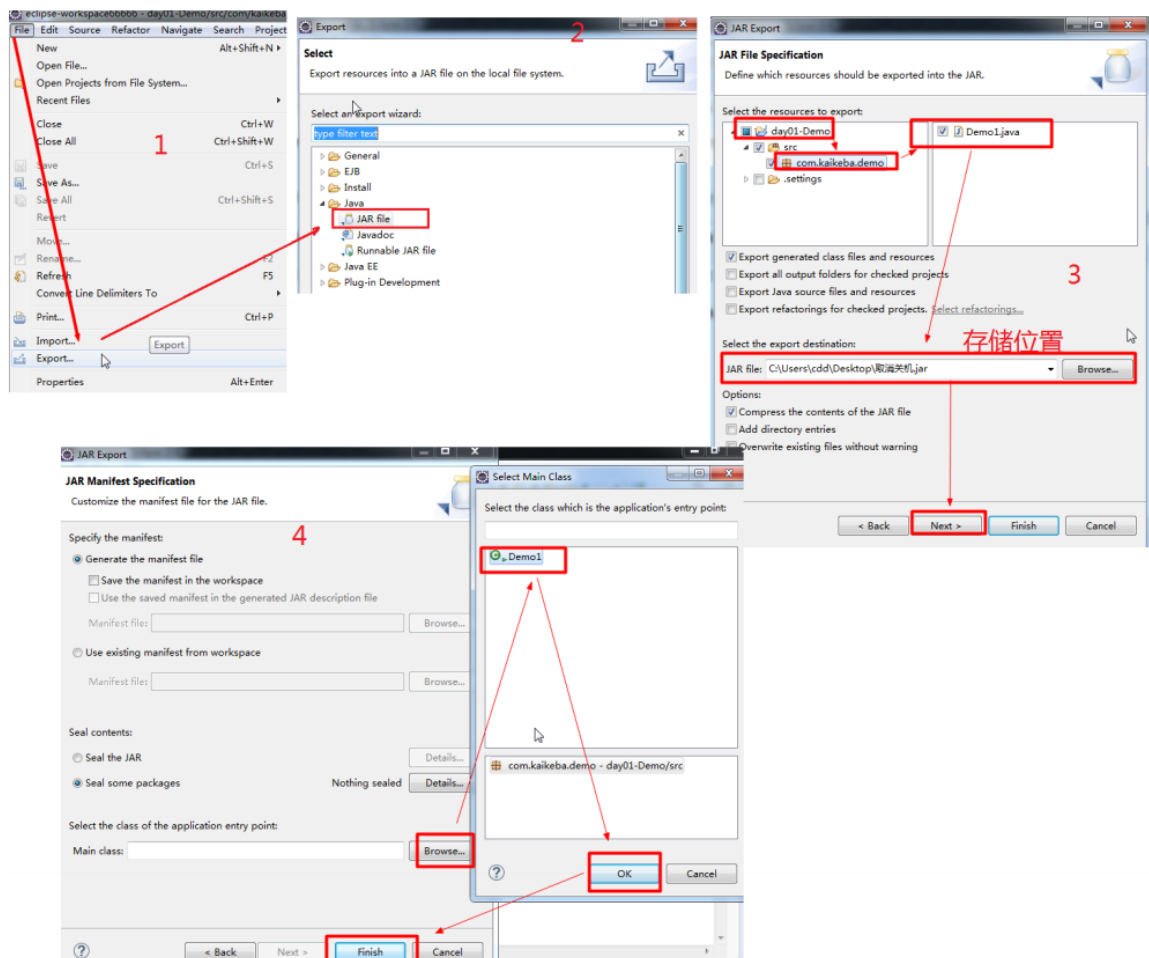 eclipse-workspace66666 - day01-Demo/src/com/kaikeba
File Edit Source Refactor Navigate Search Project
New Alt+Shift+N
Open File...
Open Projects from File System...
Recent Files
Close Ctrl+W
Close All Ctrl+Shift+W
1
Save Ctrl+S
Save As...
Save All Ctrl+Shift+S
Revert
Move...
Rename... F2
Refresh F5
Convert Line Delimiters To
Print... Ctrl+P
Import...
Export
Export...
Properties Alt+Enter
Export
2
Select
Export resources into a JAR file on the local file system.
Select an export wizard:
type filter text
General
EJB
Install
Java
JAR file
Javadoc
Runnable JAR file
Java EE
Plug-in Development
JAR Export
JAR File Specification
Define which resources should be exported into the JAR.
Select the resources to export:
day01-Demo
src
com.kaikeba.demo
.settings
Demo1.java
Export generated class files and resources
Export all output folders for checked projects
3
Export Java source files and resources
Export refactorings for checked projects. Select refactorings...
存储位置
Select the export destination:
JAR file: C:\Users\cdd\Desktop\取消关机.jar Browse...
Options:
Compress the contents of the JAR file
Add directory entries
Overwrite existing files without warning
< Back Next > Finish Cancel
JAR Export
JAR Manifest Specification
Customize the manifest file for the JAR file.
4
Specify the manifest:
Generate the manifest file
Save the manifest in the workspace
Use the saved manifest in the generated JAR description file
Manifest file: Browse...
Use existing manifest from workspace
Manifest file: Browse...
Seal contents:
Seal the JAR Details...
Seal some packages Nothing sealed Details...
Select the class of the application entry point:
Main class: Browse...
< Back Next > Finish Cancel
Select Main Class
Select the class which is the application's entry point:
Demo1
com.kaikeba.demo - day01-Demo/src
OK Cancel